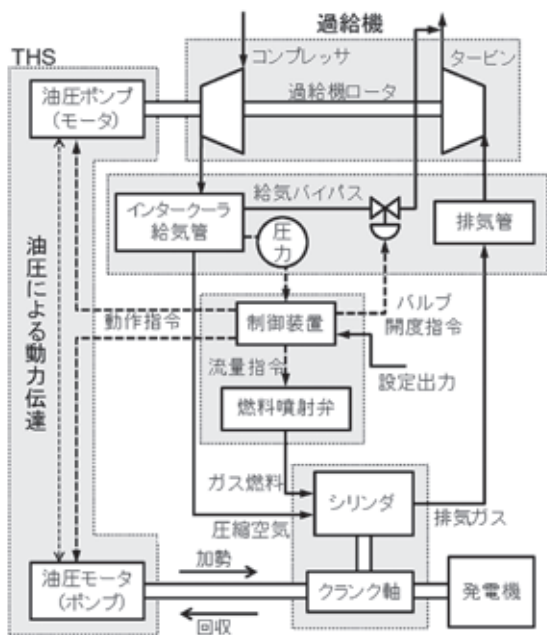 過給機
THS
コンプレッサ
タービン
油圧ポンプ
(モータ)
過給機ロータ
給気バイパス
インタークーラ
給気管
圧
力
排気管
油圧による動力伝達
動作指令
制御装置
バルブ
開度指令
流量指令
設定出力
燃料噴射弁
ガス燃料
シリンダ
排気ガス
圧縮空気
油圧モータ
(ポンプ)
加勢
クランク軸
発電機
回収